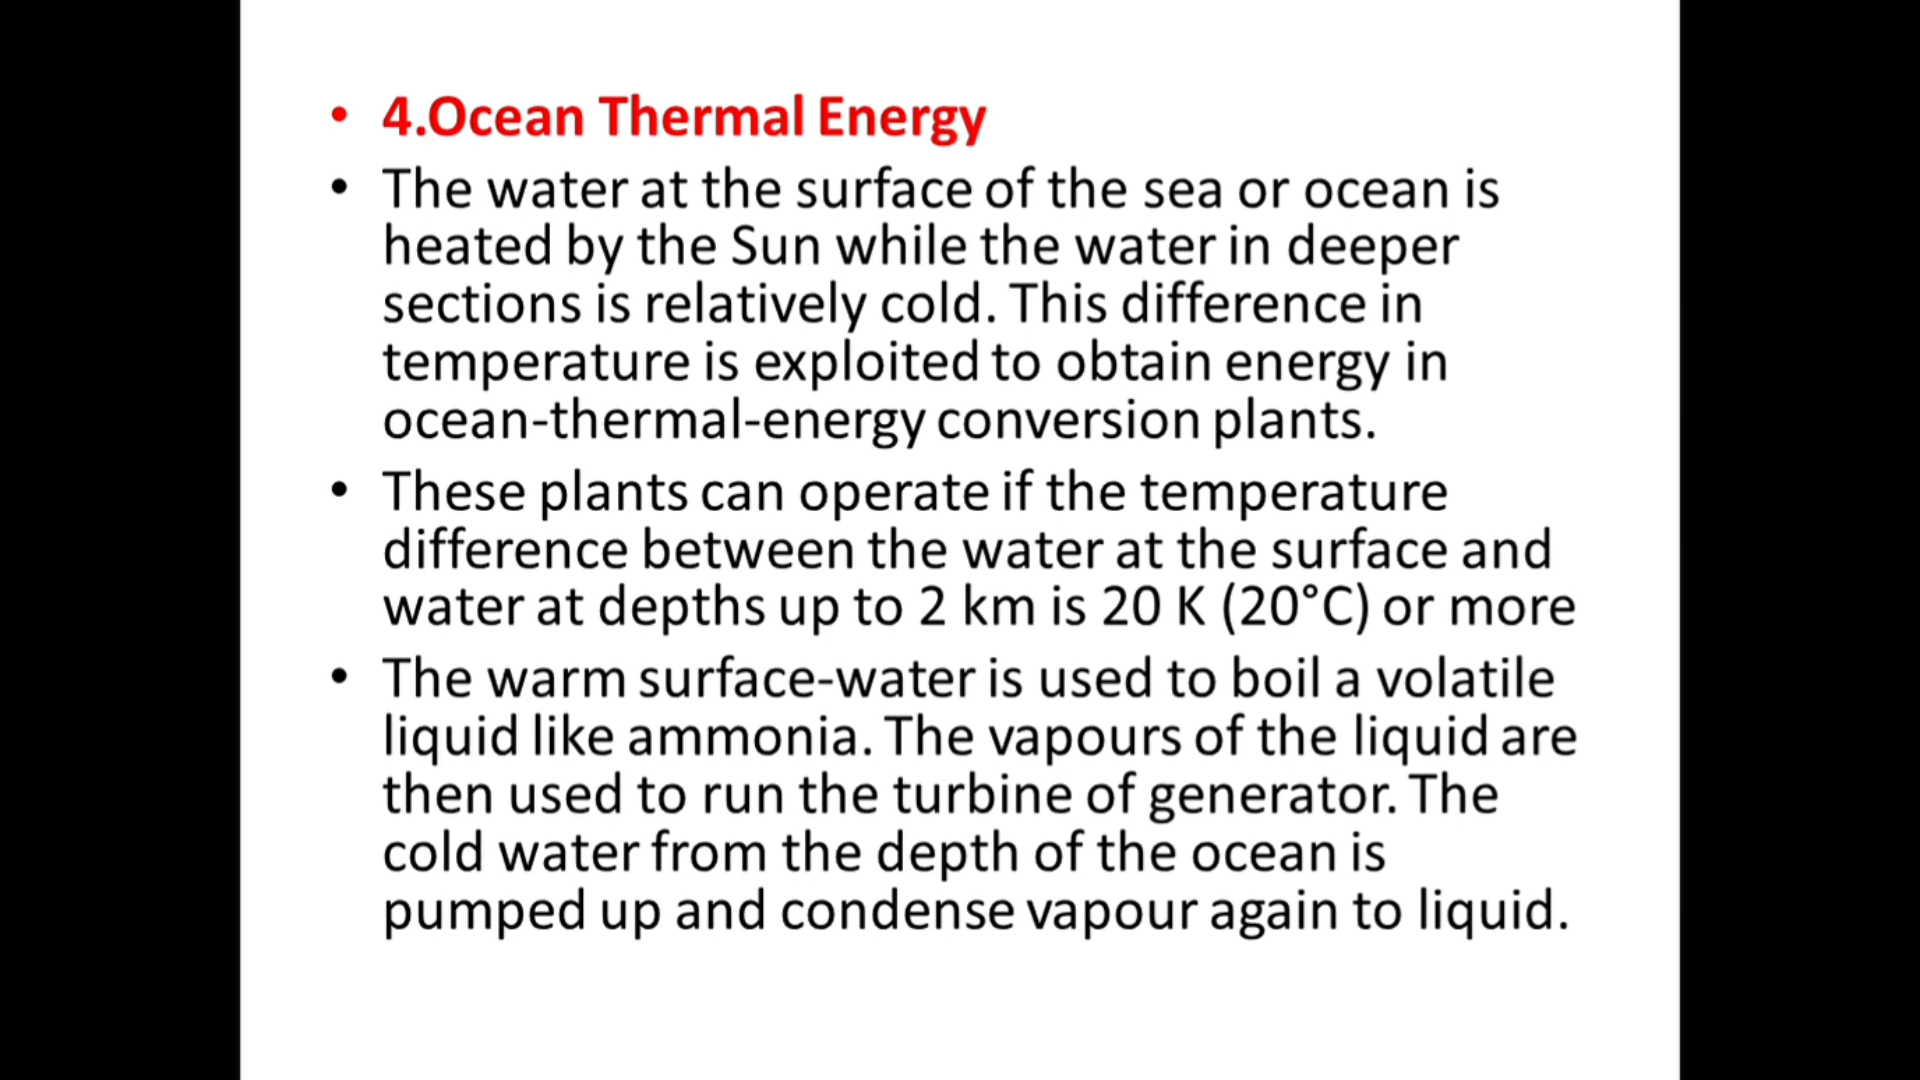 • 4.Ocean Thermal Energy
• The water at the surface of the sea or ocean is
heated by the Sun while the water in deeper
sections is relatively cold. This difference in
temperature is exploited to obtain energy in
ocean-thermal-energy conversion plants.
• These plants can operate if the temperature
difference between the water at the surface and
water at depths up to 2 km is 20 K (20°C) or more
• The warm surface-water is used to boil a volatile
liquid like ammonia. The vapours of the liquid are
then used to run the turbine of generator. The
cold water from the depth of the ocean is
pumped up and condense vapour again to liquid.